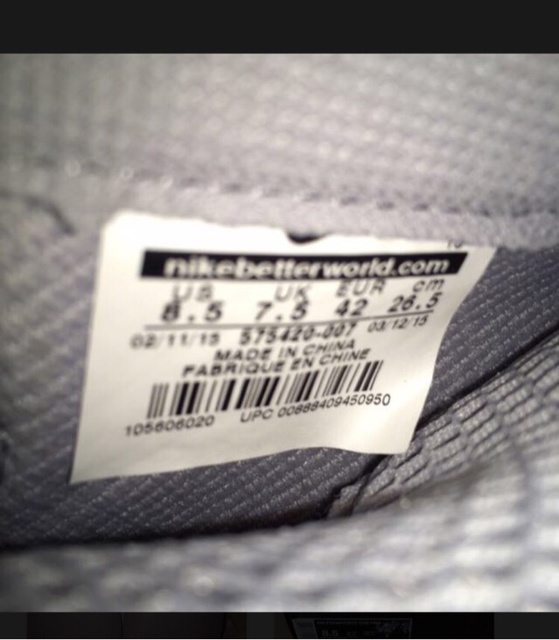 nikebetterworld.com
US UK EUR cm
8.5 7.5 42 26.5
02/11/15 575420-007 03/12/15
MADE IN CHINA
FABRIQUE EN CHINE
105606020 UPC 00888409450950